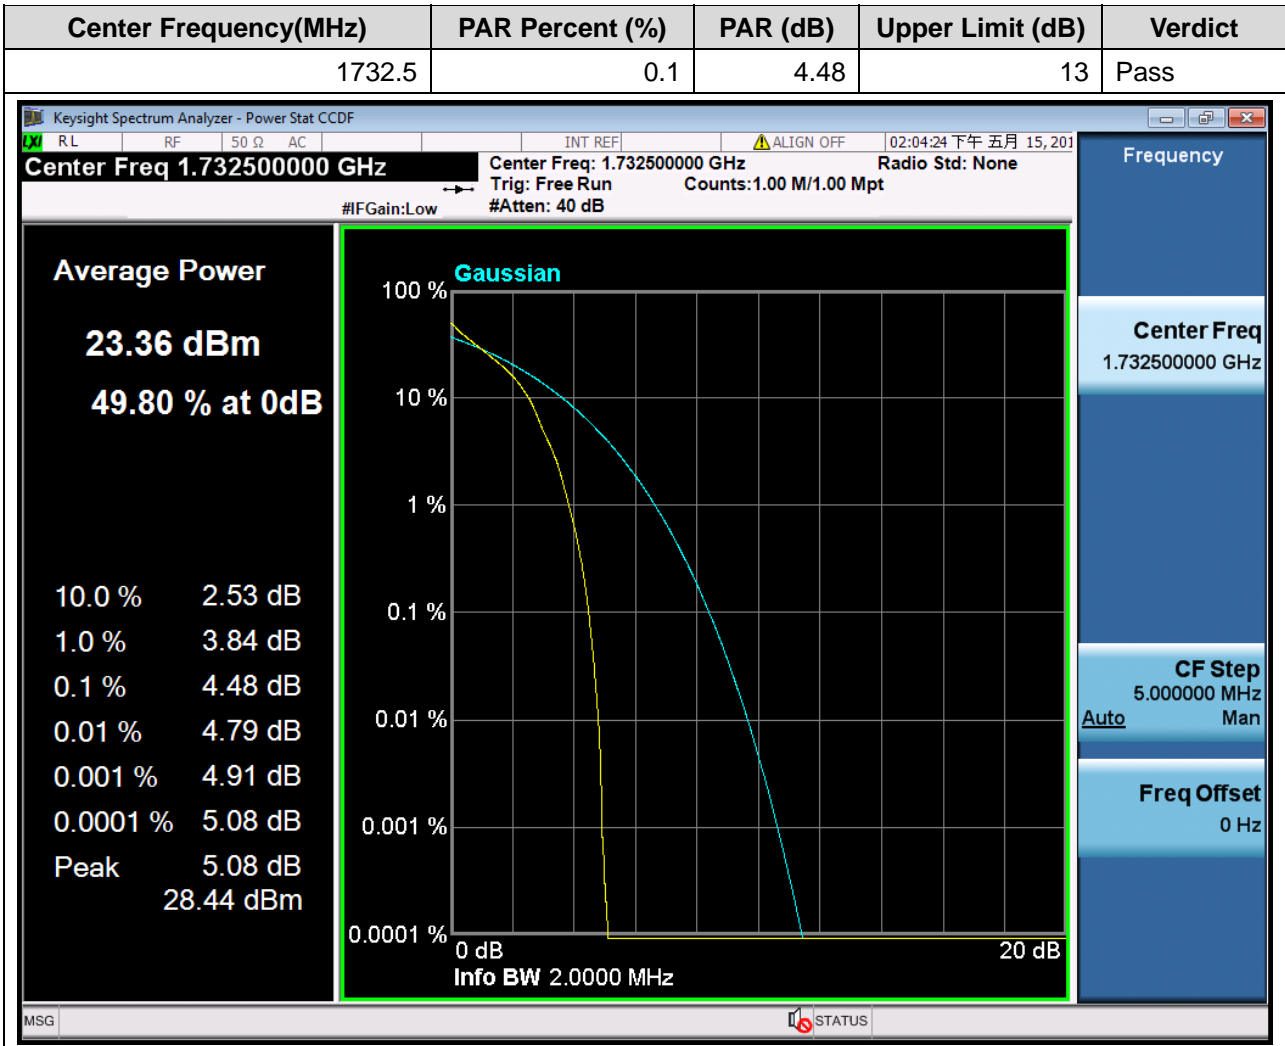 Center Frequency(MHz) PAR Percent (%) PAR (dB) Upper Limit (dB) Verdict
1732.5 0.1 4.48 13 Pass
Keysight Spectrum Analyzer - Power Stat CCDF
LXI RL RF 50 Ω AC INT REF ALIGN OFF 02:04:24 下午 五月 15, 201
Center Freq 1.732500000 GHz
Center Freq: 1.732500000 GHz Radio Std: None
Trig: Free Run Counts:1.00 M/1.00 Mpt
#IFGain:Low #Atten: 40 dB
Frequency
Average Power
23.36 dBm
49.80 % at 0dB
10.0 % 2.53 dB
1.0 % 3.84 dB
0.1 % 4.48 dB
0.01 % 4.79 dB
0.001 % 4.91 dB
0.0001 % 5.08 dB
Peak 5.08 dB
28.44 dBm
Gaussian
100 %
10 %
1 %
0.1 %
0.01 %
0.001 %
0.0001 %
0 dB 20 dB
Info BW 2.0000 MHz
Center Freq
1.732500000 GHz
CF Step
5.000000 MHz
Auto Man
Freq Offset
0 Hz
MSG STATUS